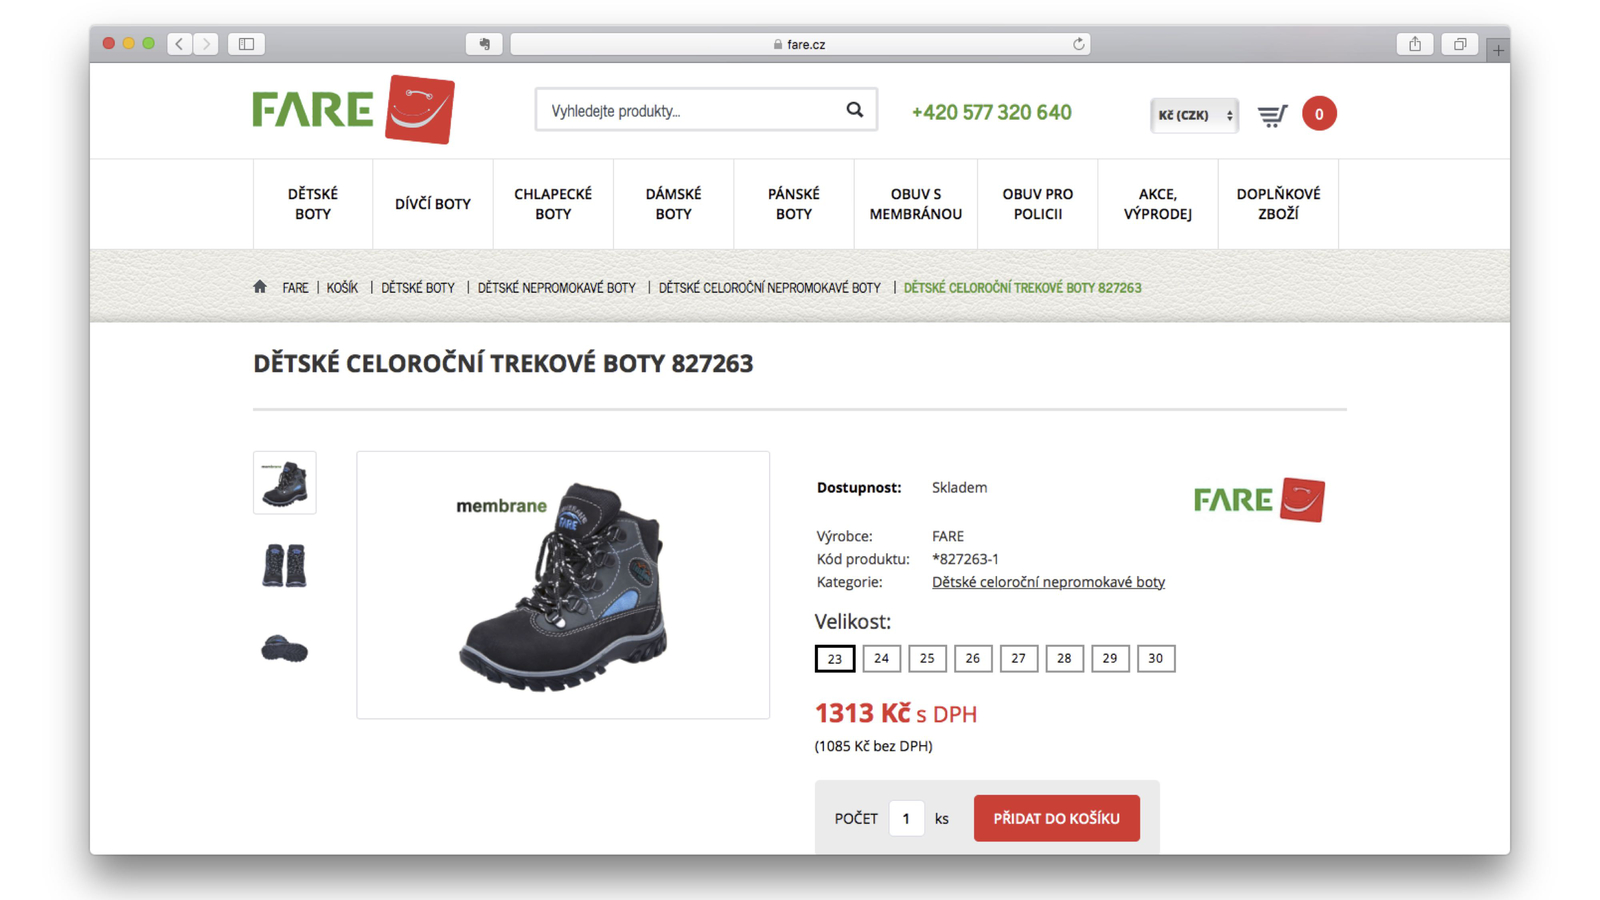 fare.cz
FARE
Vyhledejte produkty...
+420 577 320 640
Kč (CZK)
0
DĚTSKÉ BOTY
DÍVČÍ BOTY
CHLAPECKÉ BOTY
DÁMSKÉ BOTY
PÁNSKÉ BOTY
OBUV S MEMBRÁNOU
OBUV PRO POLICII
AKCE, VÝPRODEJ
DOPLŇKOVÉ ZBOŽÍ
FARE | KOŠÍK | DĚTSKÉ BOTY | DĚTSKÉ NEPROMOKAVÉ BOTY | DĚTSKÉ CELOROČNÍ NEPROMOKAVÉ BOTY | DĚTSKÉ CELOROČNÍ TREKOVÉ BOTY 827263
DĚTSKÉ CELOROČNÍ TREKOVÉ BOTY 827263
membrane
FARE
Dostupnost: Skladem
FARE
Výrobce: FARE
Kód produktu: *827263-1
Kategorie: Dětské celoroční nepromokavé boty
Velikost:
23 24 25 26 27 28 29 30
1313 Kč s DPH
(1085 Kč bez DPH)
POČET 1 ks PŘIDAT DO KOŠÍKU